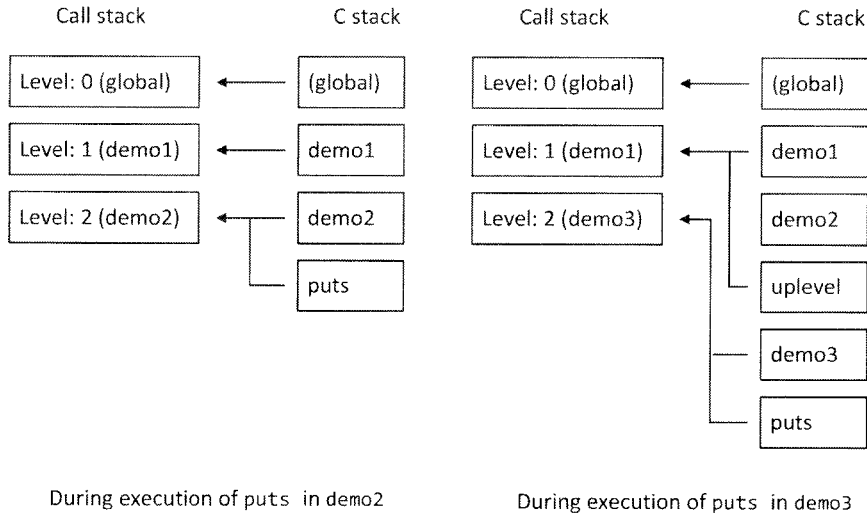 Call stack
C stack
Level: 0 (global)
(global)
Level: 1 (demo1)
demo1
Level: 2 (demo2)
demo2
puts
During execution of puts in demo2
Call stack
C stack
Level: 0 (global)
(global)
Level: 1 (demo1)
demo1
Level: 2 (demo3)
demo2
uplevel
demo3
puts
During execution of puts in demo3